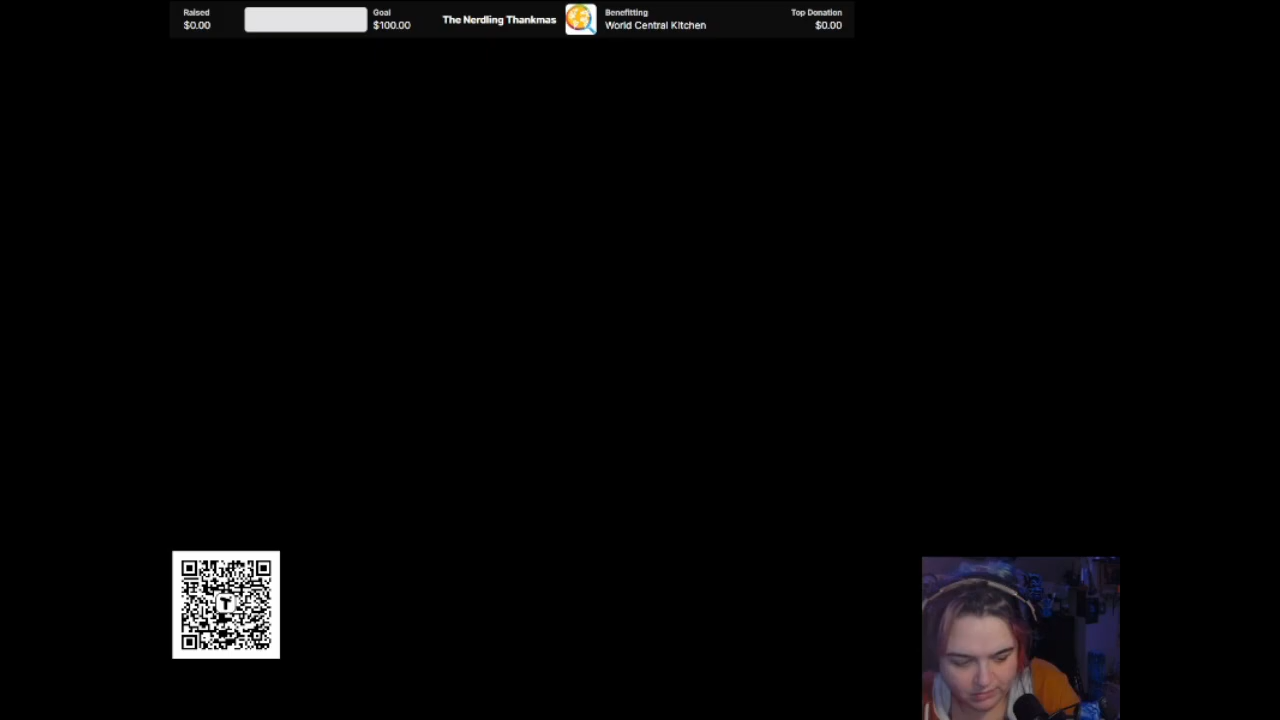 Raised
$0.00
Goal
$100.00
The Nerdling Thankmas
Benefitting
World Central Kitchen
Top Donation
$0.00
T